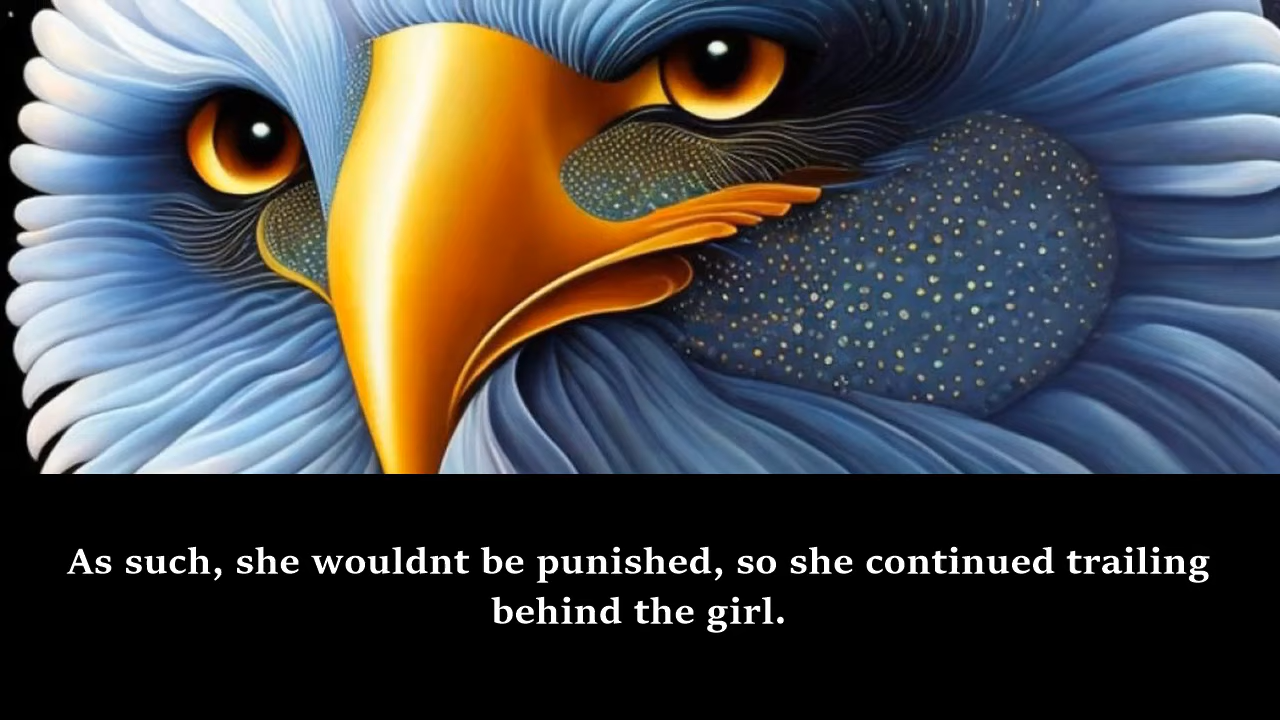 As such, she wouldnt be punished, so she continued trailing
behind the girl.